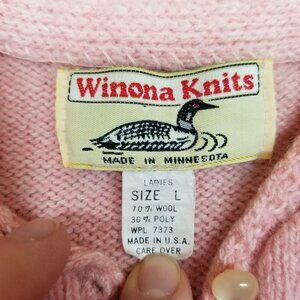 Winona Knits
MADE IN MINNESOTA
LADIES
SIZE L
70% WOOL
30% POLY
WPL 7373
MADE IN U.S.A.
CARE OVER